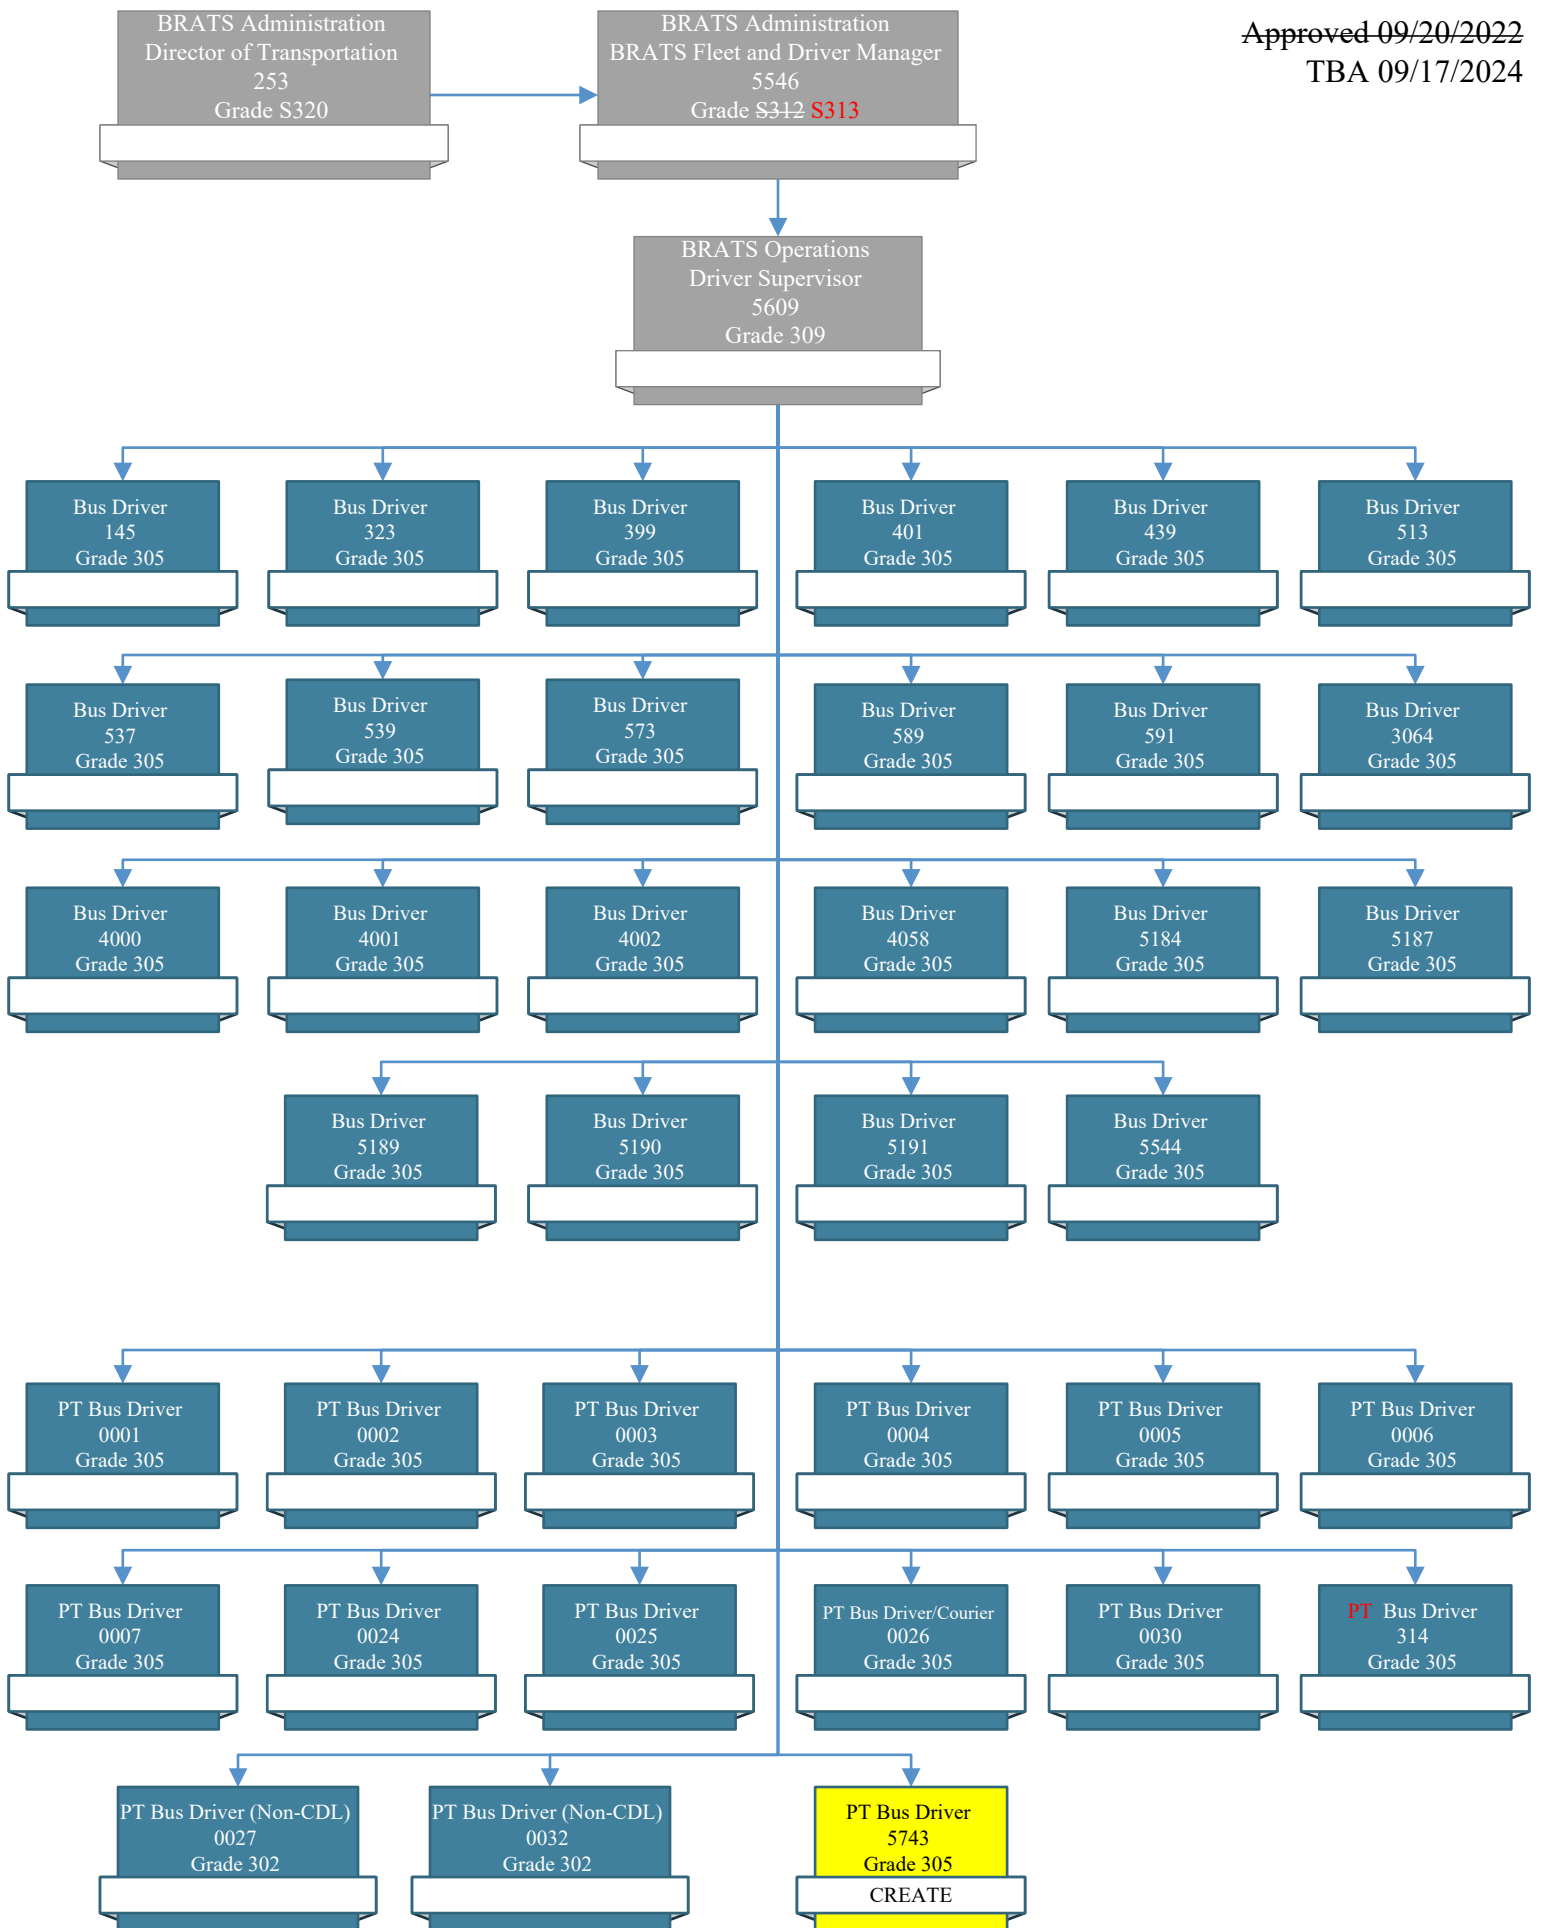 BRATS Administration
Director of Transportation
253
Grade S320
BRATS Administration
BRATS Fleet and Driver Manager
5546
Grade S312 S313
Approved 09/20/2022
TBA 09/17/2024
BRATS Operations
Driver Supervisor
5609
Grade 309
Bus Driver
145
Grade 305
Bus Driver
323
Grade 305
Bus Driver
399
Grade 305
Bus Driver
401
Grade 305
Bus Driver
439
Grade 305
Bus Driver
513
Grade 305
Bus Driver
537
Grade 305
Bus Driver
539
Grade 305
Bus Driver
573
Grade 305
Bus Driver
589
Grade 305
Bus Driver
591
Grade 305
Bus Driver
3064
Grade 305
Bus Driver
4000
Grade 305
Bus Driver
4001
Grade 305
Bus Driver
4002
Grade 305
Bus Driver
4058
Grade 305
Bus Driver
5184
Grade 305
Bus Driver
5187
Grade 305
Bus Driver
5189
Grade 305
Bus Driver
5190
Grade 305
Bus Driver
5191
Grade 305
Bus Driver
5544
Grade 305
PT Bus Driver
0001
Grade 305
PT Bus Driver
0002
Grade 305
PT Bus Driver
0003
Grade 305
PT Bus Driver
0004
Grade 305
PT Bus Driver
0005
Grade 305
PT Bus Driver
0006
Grade 305
PT Bus Driver
0007
Grade 305
PT Bus Driver
0024
Grade 305
PT Bus Driver
0025
Grade 305
PT Bus Driver/Courier
0026
Grade 305
PT Bus Driver
0030
Grade 305
PT Bus Driver
314
Grade 305
PT Bus Driver (Non-CDL)
0027
Grade 302
PT Bus Driver (Non-CDL)
0032
Grade 302
PT Bus Driver
5743
Grade 305
CREATE